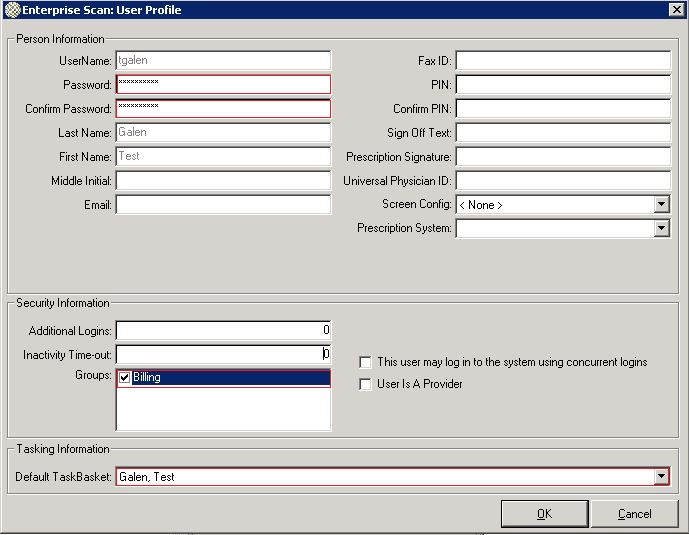 Enterprise Scan: User Profile
Person Information
UserName: tgalen
Password: **********
Confirm Password: **********
Last Name: Galen
First Name: Test
Middle Initial:
Email:
Fax ID:
PIN:
Confirm PIN:
Sign Off Text:
Prescription Signature:
Universal Physician ID:
Screen Config: < None >
Prescription System:
Security Information
Additional Logins: 0
Inactivity Time-out: 0
Groups: Billing
This user may log in to the system using concurrent logins
User Is A Provider
Tasking Information
Default TaskBasket: Galen, Test
OK Cancel